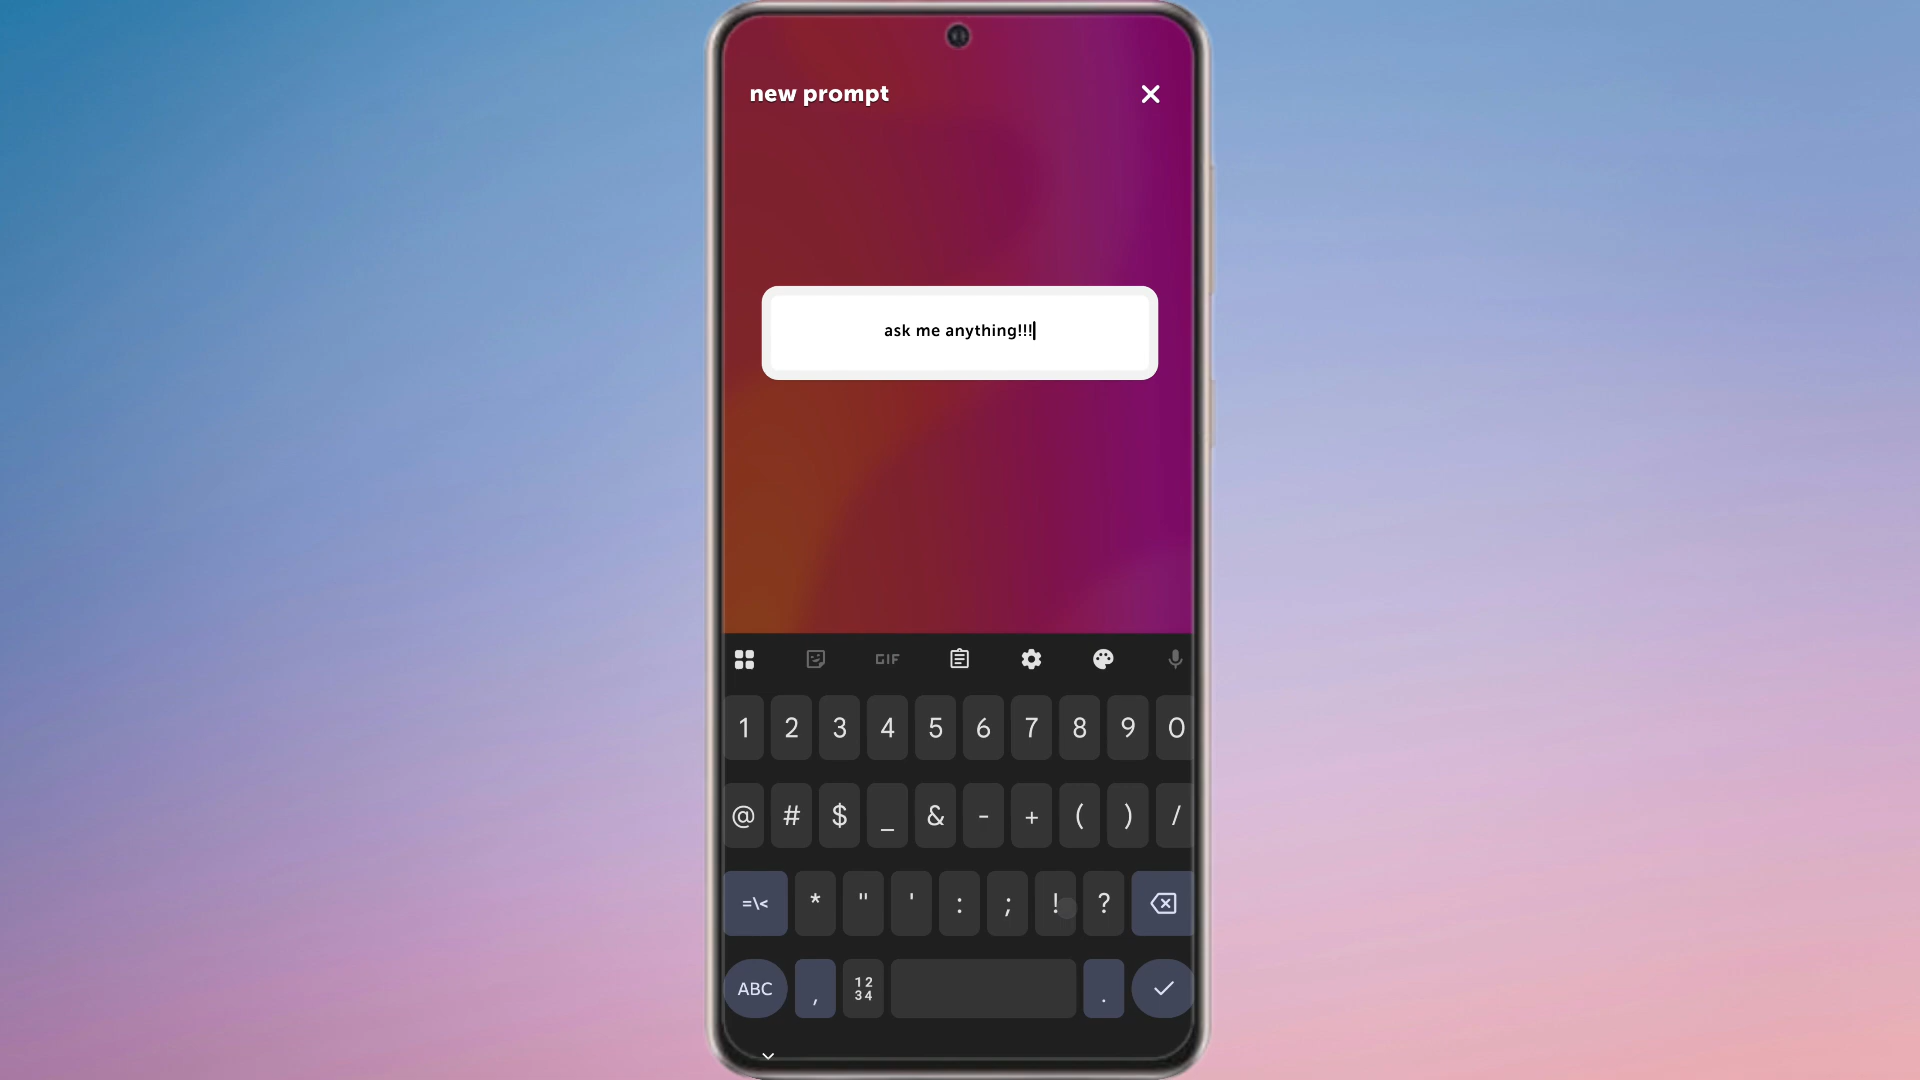 new prompt
ask me anything!!!
GIF
1 2 3 4 5 6 7 8 9 0
@ # $ _ & - + ( ) /
=\< * " ' : ; ! ?
ABC , 12 .
34